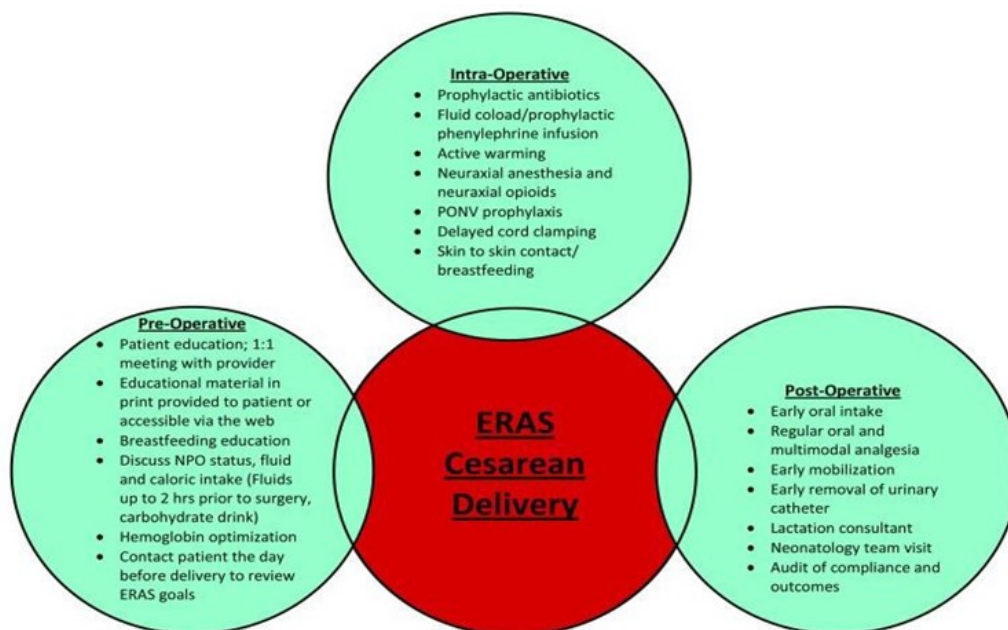 Intra-Operative
• Prophylactic antibiotics
• Fluid coload/prophylactic
phenylephrine infusion
• Active warming
• Neuraxial anesthesia and
neuraxial opioids
• PONV prophylaxis
• Delayed cord clamping
• Skin to skin contact/
breastfeeding
Pre-Operative
• Patient education; 1:1
meeting with provider
• Educational material in
print provided to patient or
accessible via the web
• Breastfeeding education
• Discuss NPO status, fluid
and caloric intake (Fluids
up to 2 hrs prior to surgery,
carbohydrate drink)
• Hemoglobin optimization
• Contact patient the day
before delivery to review
ERAS goals
ERAS
Cesarean
Delivery
Post-Operative
• Early oral intake
• Regular oral and
multimodal analgesia
• Early mobilization
• Early removal of urinary
catheter
• Lactation consultant
• Neonatology team visit
• Audit of compliance and
outcomes